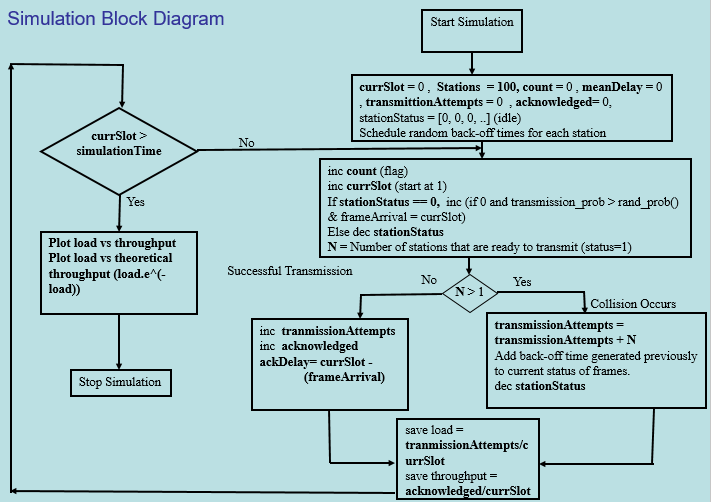 Simulation Block Diagram
Start Simulation
currSlot = 0 , Stations = 100, count = 0 , meanDelay = 0
, transmittionAttempts = 0 , acknowledged= 0,
stationStatus = [0, 0, 0, ..] (idle)
Schedule random back-off times for each station
currSlot >
simulationTime
No
Yes
inc count (flag)
inc currSlot (start at 1)
If stationStatus == 0, inc (if 0 and transmission_prob > rand_prob()
& frameArrival = currSlot)
Else dec stationStatus
N = Number of stations that are ready to transmit (status=1)
Plot load vs throughput
Plot load vs theoretical
throughput (load.e^(-
load))
Stop Simulation
Successful Transmission
No
N > 1
Yes
Collision Occurs
inc tranmissionAttempts
inc acknowledged
ackDelay= currSlot -
(frameArrival)
transmissionAttempts =
transmissionAttempts + N
Add back-off time generated previously
to current status of frames.
dec stationStatus
save load =
tranmissionAttempts/c
urrSlot
save throughput =
acknowledged/currSlot